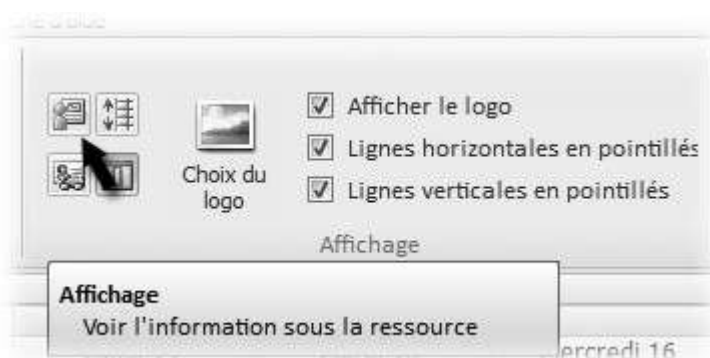 Afficher le logo
Lignes horizontales en pointillés
Choix du
logo
Lignes verticales en pointillés
Affichage
Affichage
Voir l'information sous la ressource
ercredi 16